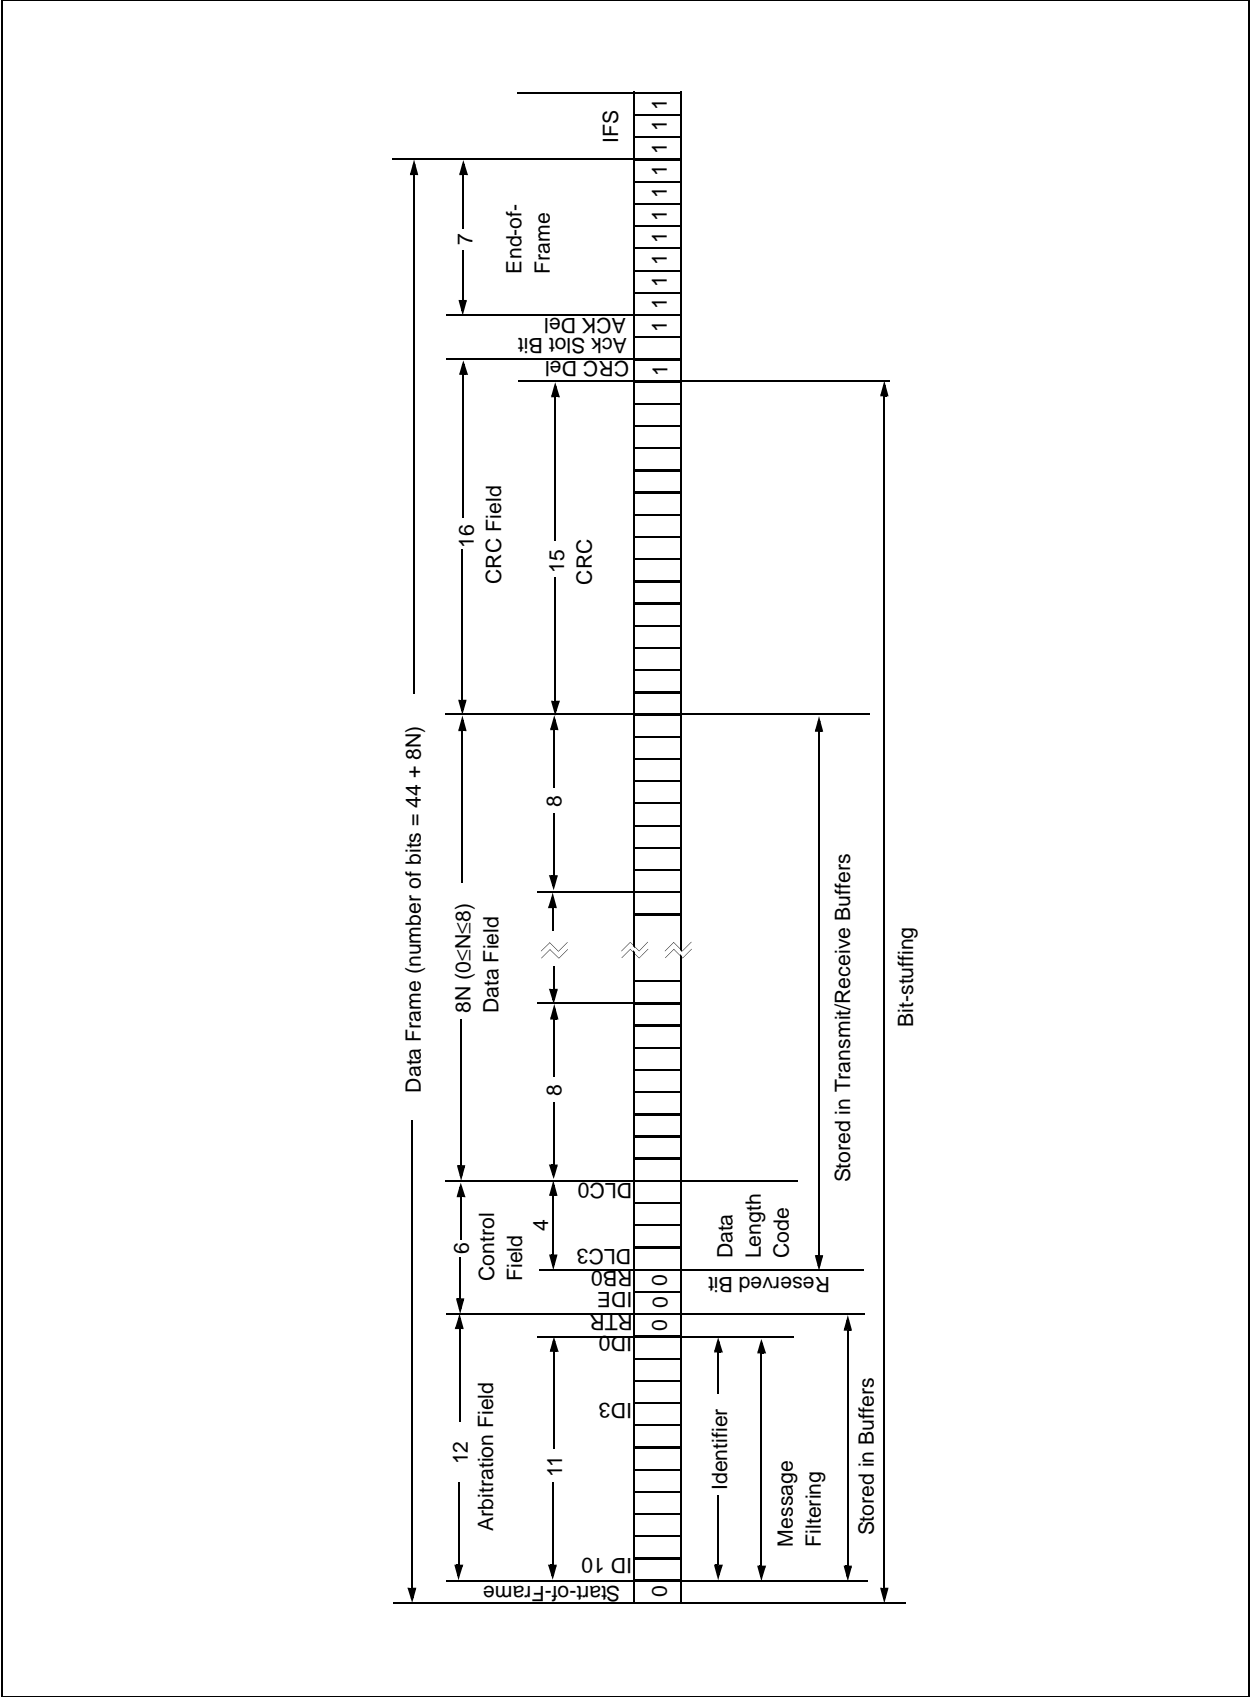 Data Frame (number of bits = 44 + 8N)
12
Arbitration Field
6
Control
Field
8N (0≤N≤8)
Data Field
16
CRC Field
7
End-of-
Frame
IFS
11
4
8
8
15
CRC
Start-of-Frame
ID 10
ID3
ID0
RTR
IDE
RB0
DLC3
DLC0
CRC Del
Ack Slot Bit
ACK Del
0
0
0
0
1
1
1
1
1
1
1
1
1
1
1
1
Identifier
Message
Filtering
Stored in Buffers
Reserved Bit
Data
Length
Code
Stored in Transmit/Receive Buffers
Bit-stuffing